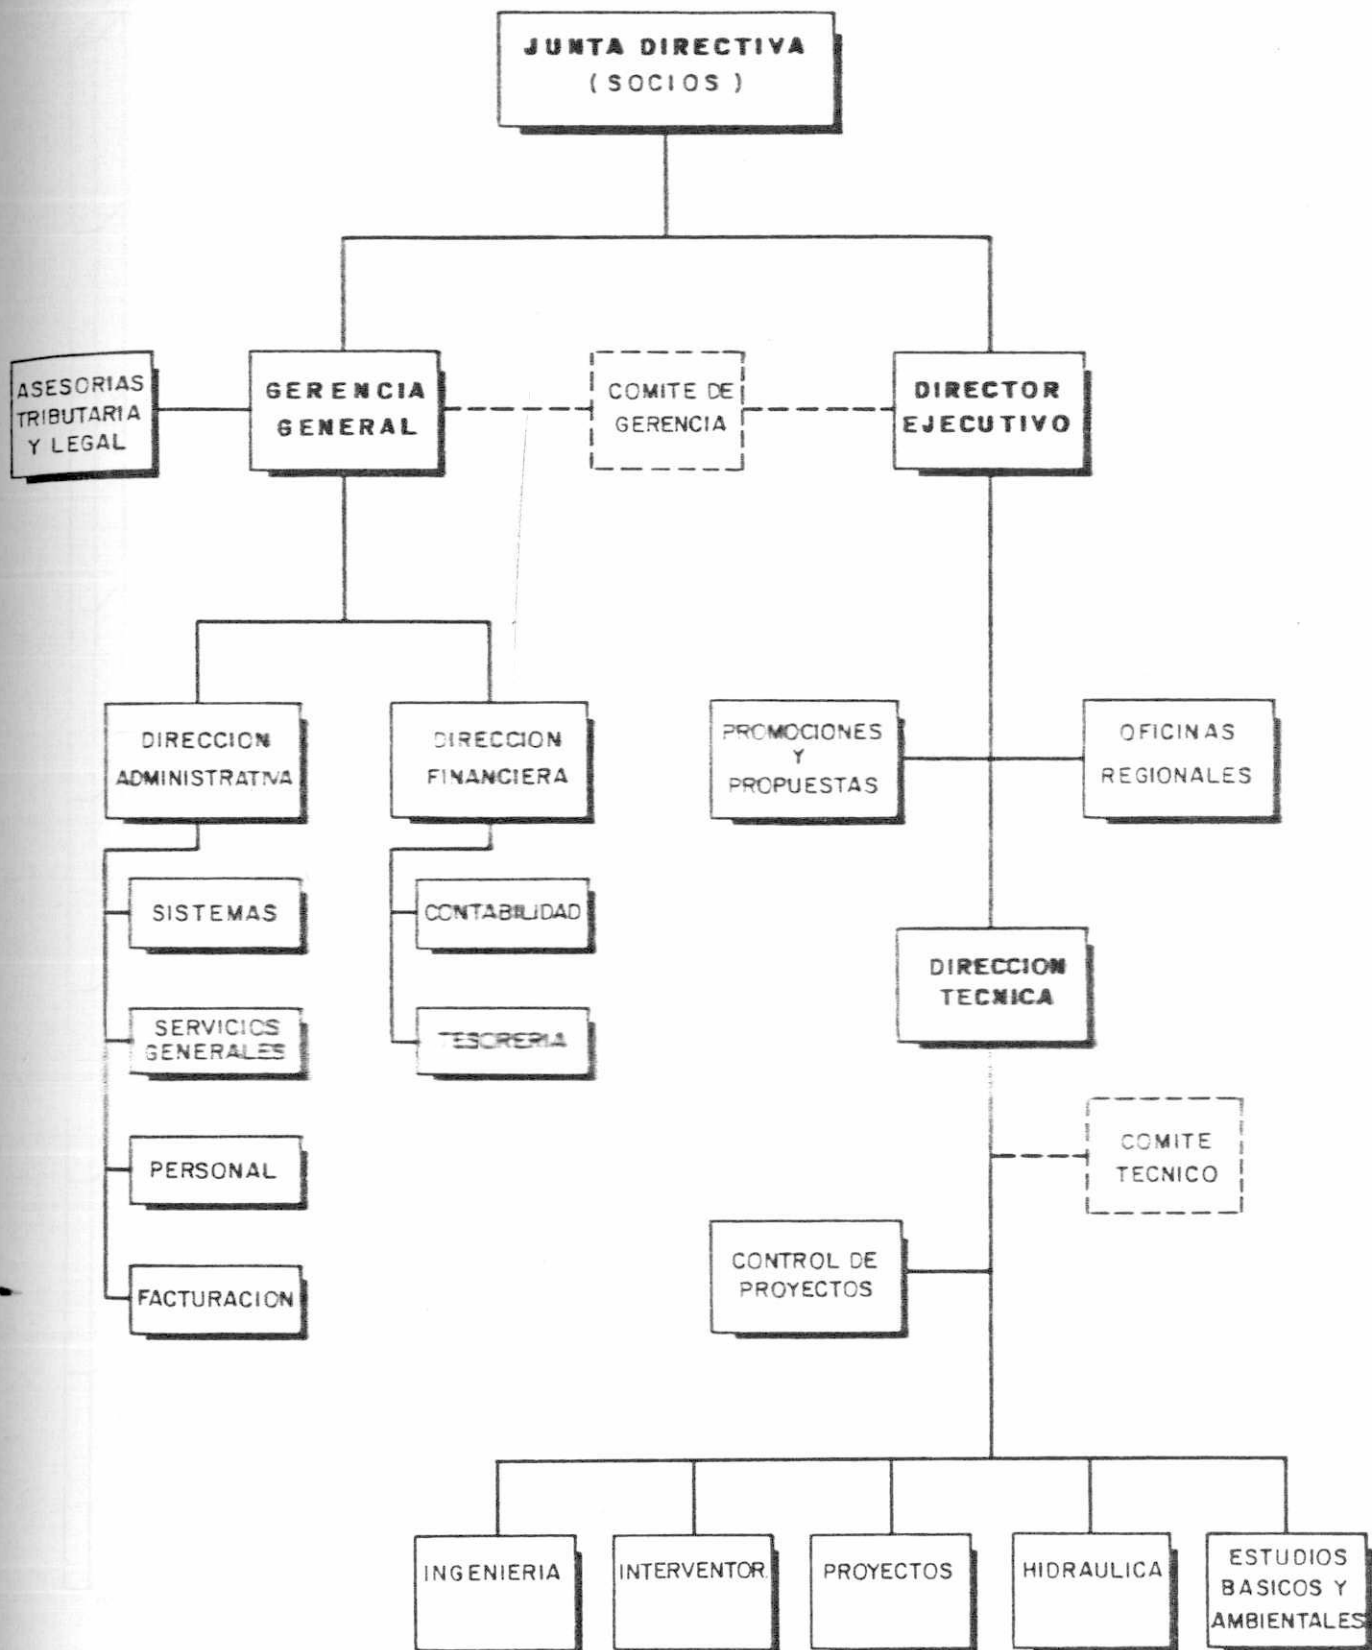 JUNTA DIRECTIVA
( SOCIOS )
ASESORIAS
TRIBUTARIA
Y LEGAL
GERENCIA
GENERAL
COMITE DE
GERENCIA
DIRECTOR
EJECUTIVO
DIRECCION
ADMINISTRATIVA
DIRECCION
FINANCIERA
PROMOCIONES
Y
PROPUESTAS
OFICINAS
REGIONALES
SISTEMAS
CONTABILIDAD
DIRECCION
TECNICA
SERVICIOS
GENERALES
TESORERIA
COMITE
TECNICO
PERSONAL
CONTROL DE
PROYECTOS
FACTURACION
INGENIERIA
INTERVENTOR.
PROYECTOS
HIDRAULICA
ESTUDIOS
BASICOS Y
AMBIENTALES